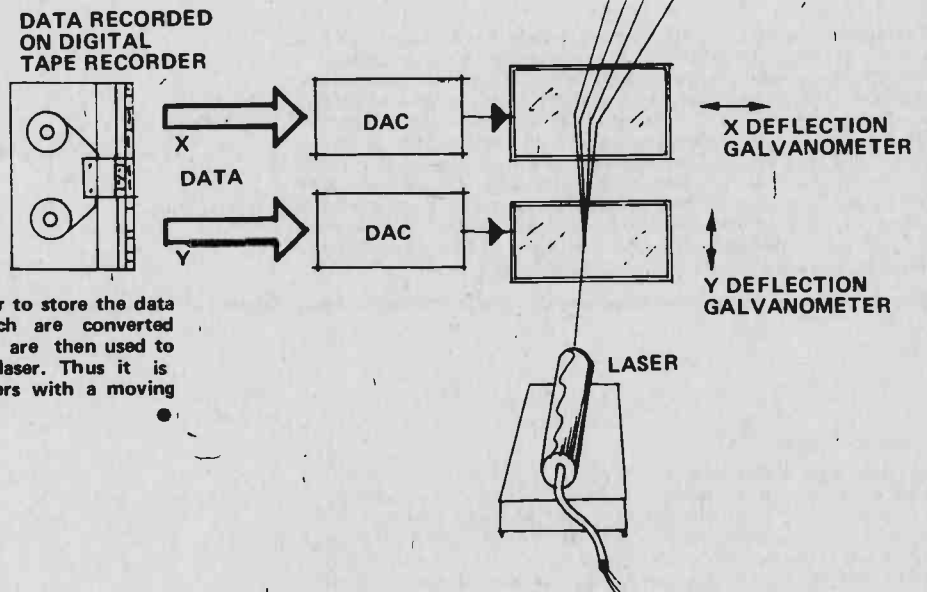 DATA RECORDED
ON DIGITAL
TAPE RECORDER
X
DATA
Y
DAC
DAC
X DEFLECTION
GALVANOMETER
Y DEFLECTION
GALVANOMETER
LASER
r to store the data
ch are converted
are then used to
laser. Thus it is
rs with a moving